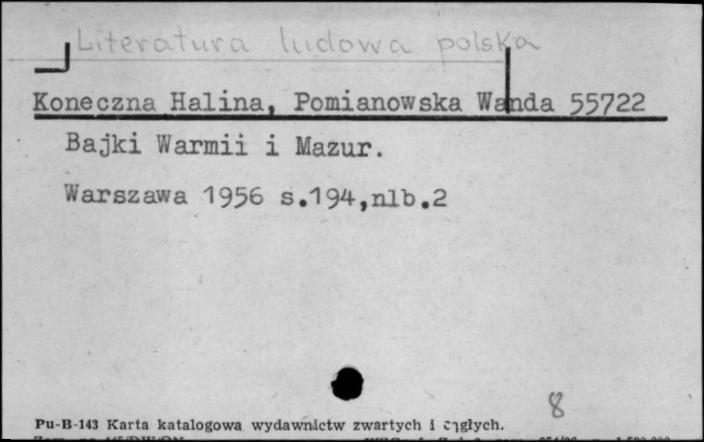 Literatura ludowa polska
Koneczna Halina, Pomianowska Wanda 55722
Bajki Warmii i Mazur.
Warszawa 1956 s.194,nlb.2
8
Pu-B-143 Karta katalogowa wydawnictw zwartych i ciągłych.